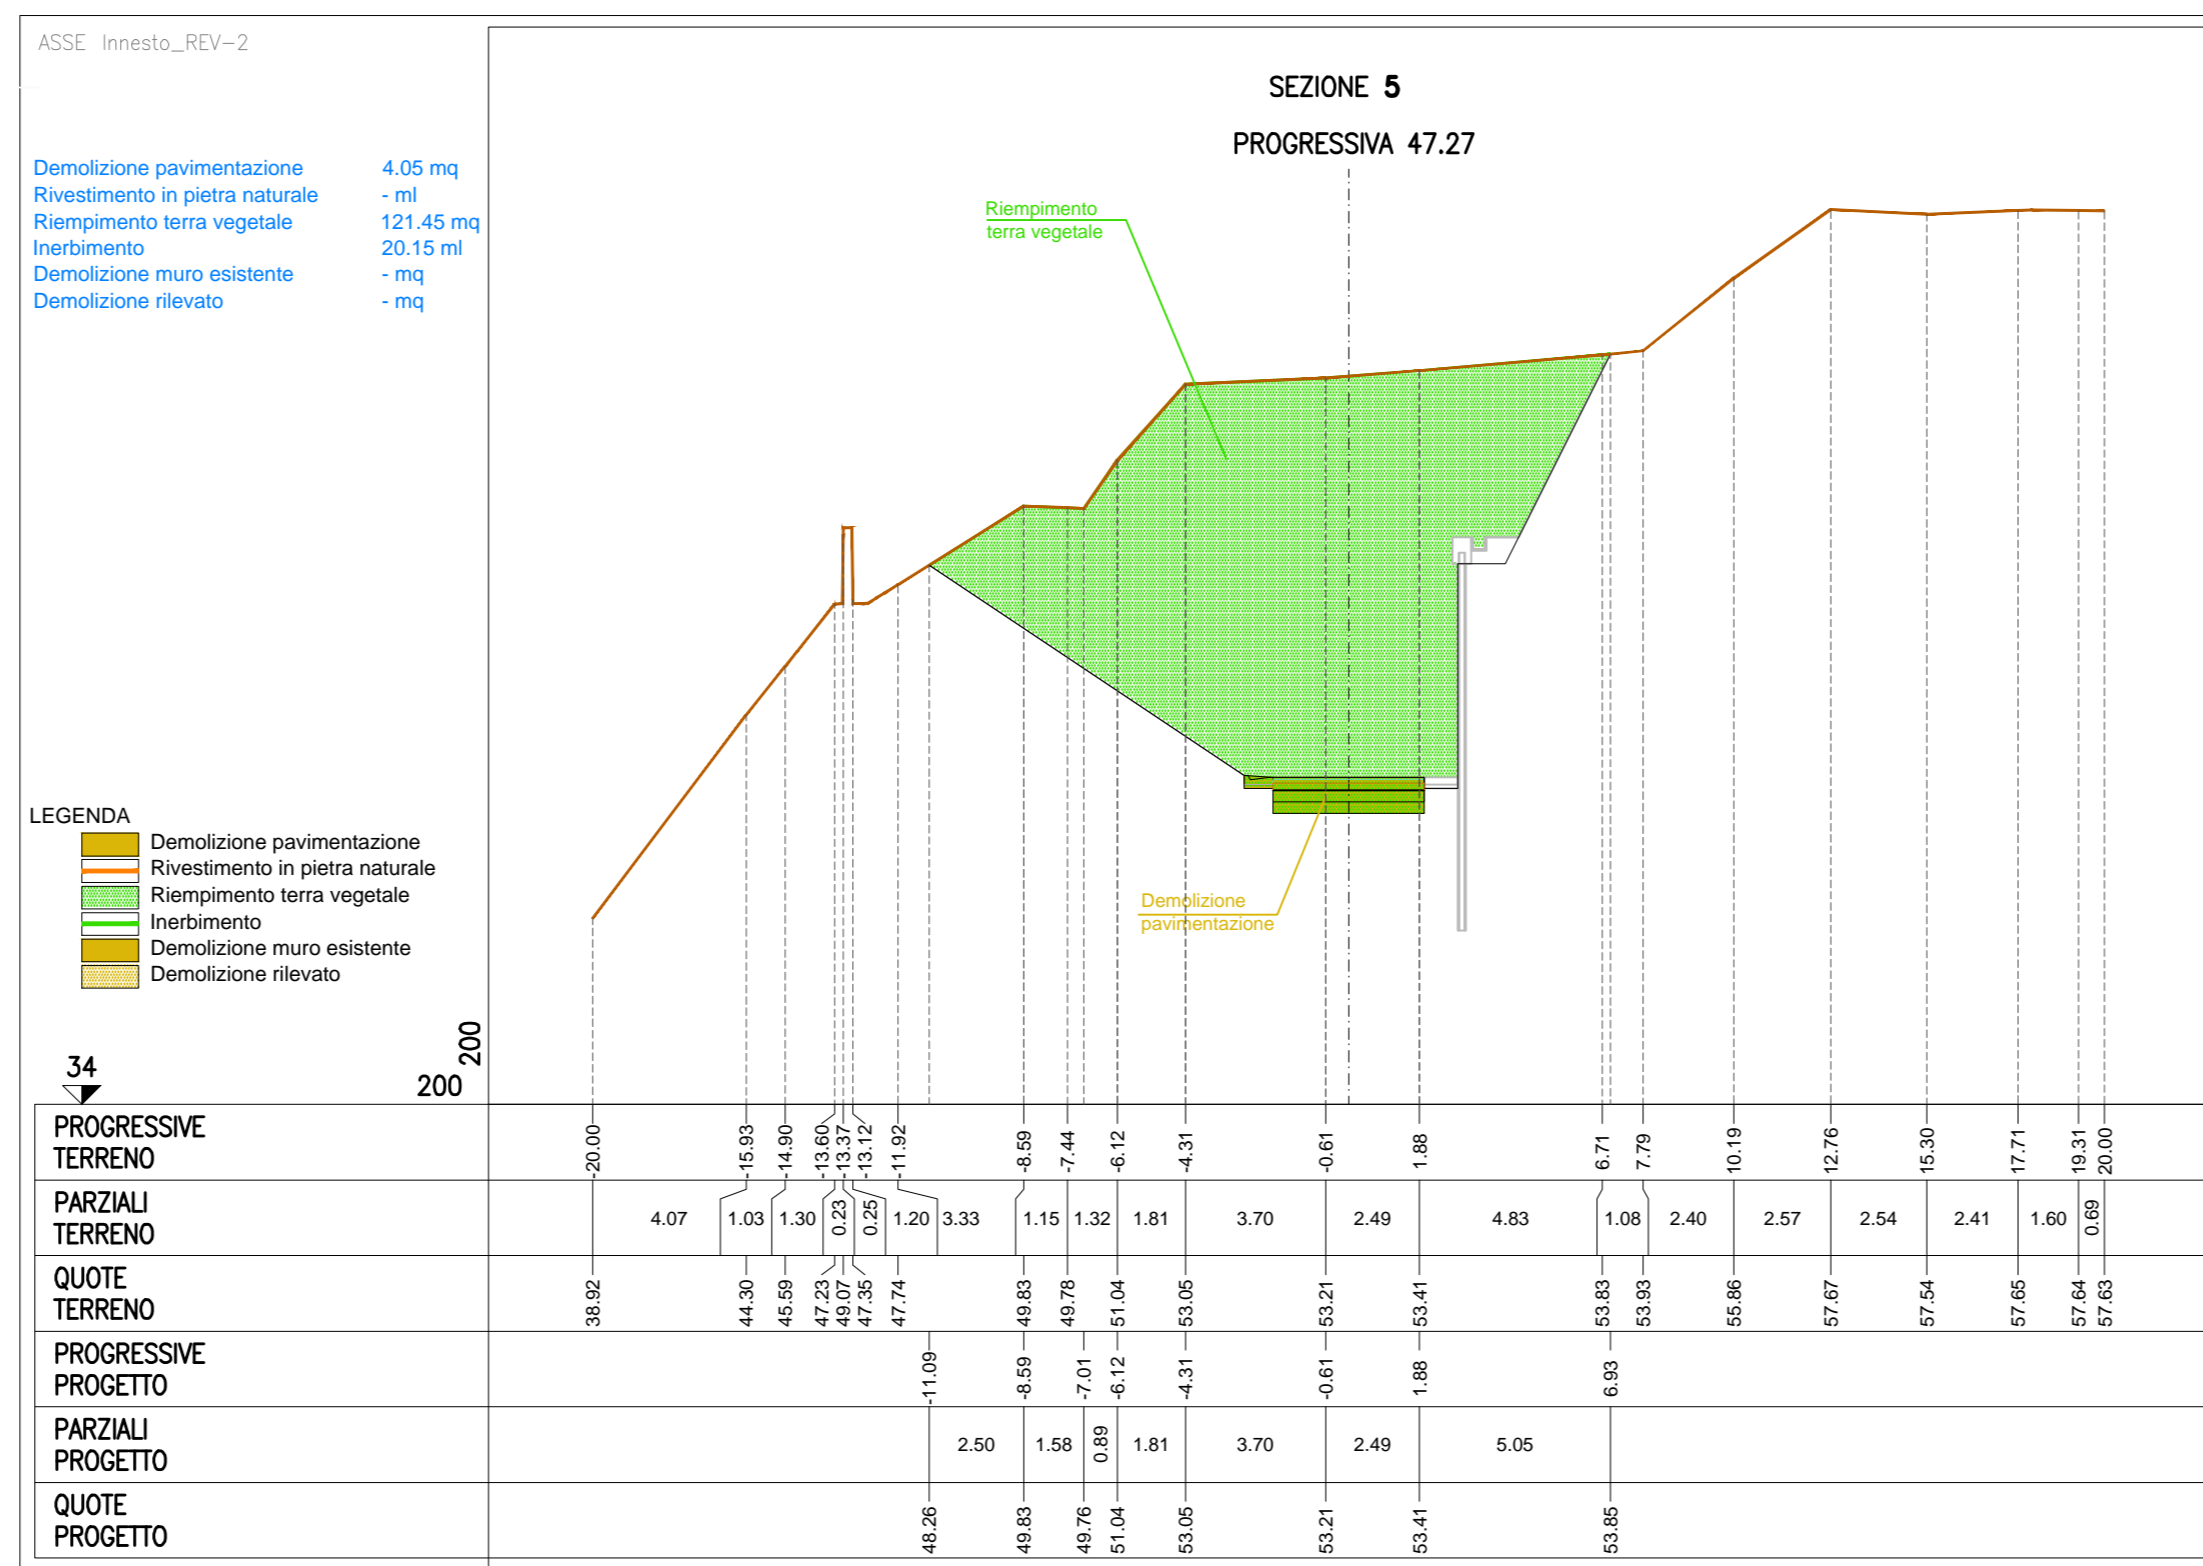 ASSE Innesto_REV-2
SEZIONE 5
PROGRESSIVA 47.27
Demolizione pavimentazione 4.05 mq
Rivestimento in pietra naturale - ml
Riempimento terra vegetale 121.45 mq
Inerbimento 20.15 ml
Demolizione muro esistente - mq
Demolizione rilevato - mq
Riempimento
terra vegetale
Demolizione
pavimentazione
LEGENDA
Demolizione pavimentazione
Rivestimento in pietra naturale
Riempimento terra vegetale
Inerbimento
Demolizione muro esistente
Demolizione rilevato
34
200
200
PROGRESSIVE
TERRENO
-20.00 -15.93 -14.90 -13.60 -13.37 -13.12 -11.92 -8.59 -7.44 -6.12 -4.31 -0.61 1.88 6.71 7.79 10.19 12.76 15.30 17.71 19.31 20.00
PARZIALI
TERRENO
4.07 1.03 1.30 0.23 0.25 1.20 3.33 1.15 1.32 1.81 3.70 2.49 4.83 1.08 2.40 2.57 2.54 2.41 1.60 0.69
QUOTE
TERRENO
38.92 44.30 45.59 47.23 49.07 47.35 47.74 49.83 49.78 51.04 53.05 53.21 53.41 53.83 53.93 55.86 57.67 57.54 57.65 57.64 57.63
PROGRESSIVE
PROGETTO
-11.09 -8.59 -7.01 -6.12 -4.31 -0.61 1.88 6.93
PARZIALI
PROGETTO
2.50 1.58 0.89 1.81 3.70 2.49 5.05
QUOTE
PROGETTO
48.26 49.83 49.76 51.04 53.05 53.21 53.41 53.85